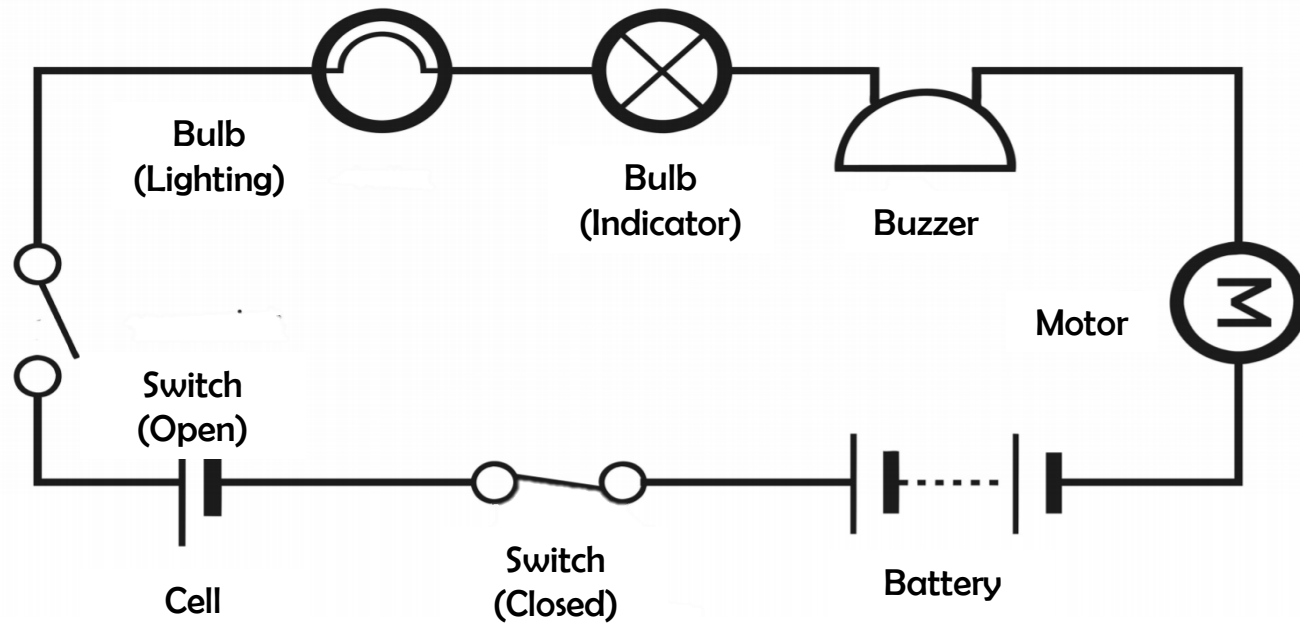 Bulb
(Lighting)
Bulb
(Indicator)
Buzzer
M
Motor
Switch
(Open)
Cell
Switch
(Closed)
Battery